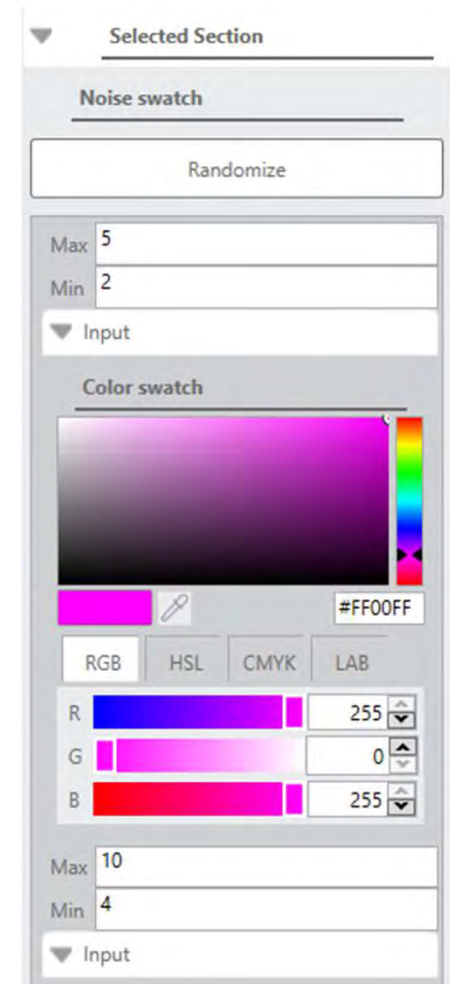 Selected Section
Noise swatch
Randomize
Max 5
Min 2
Input
Color swatch
#FF00FF
RGB HSL CMYK LAB
R 255
G 0
B 255
Max 10
Min 4
Input